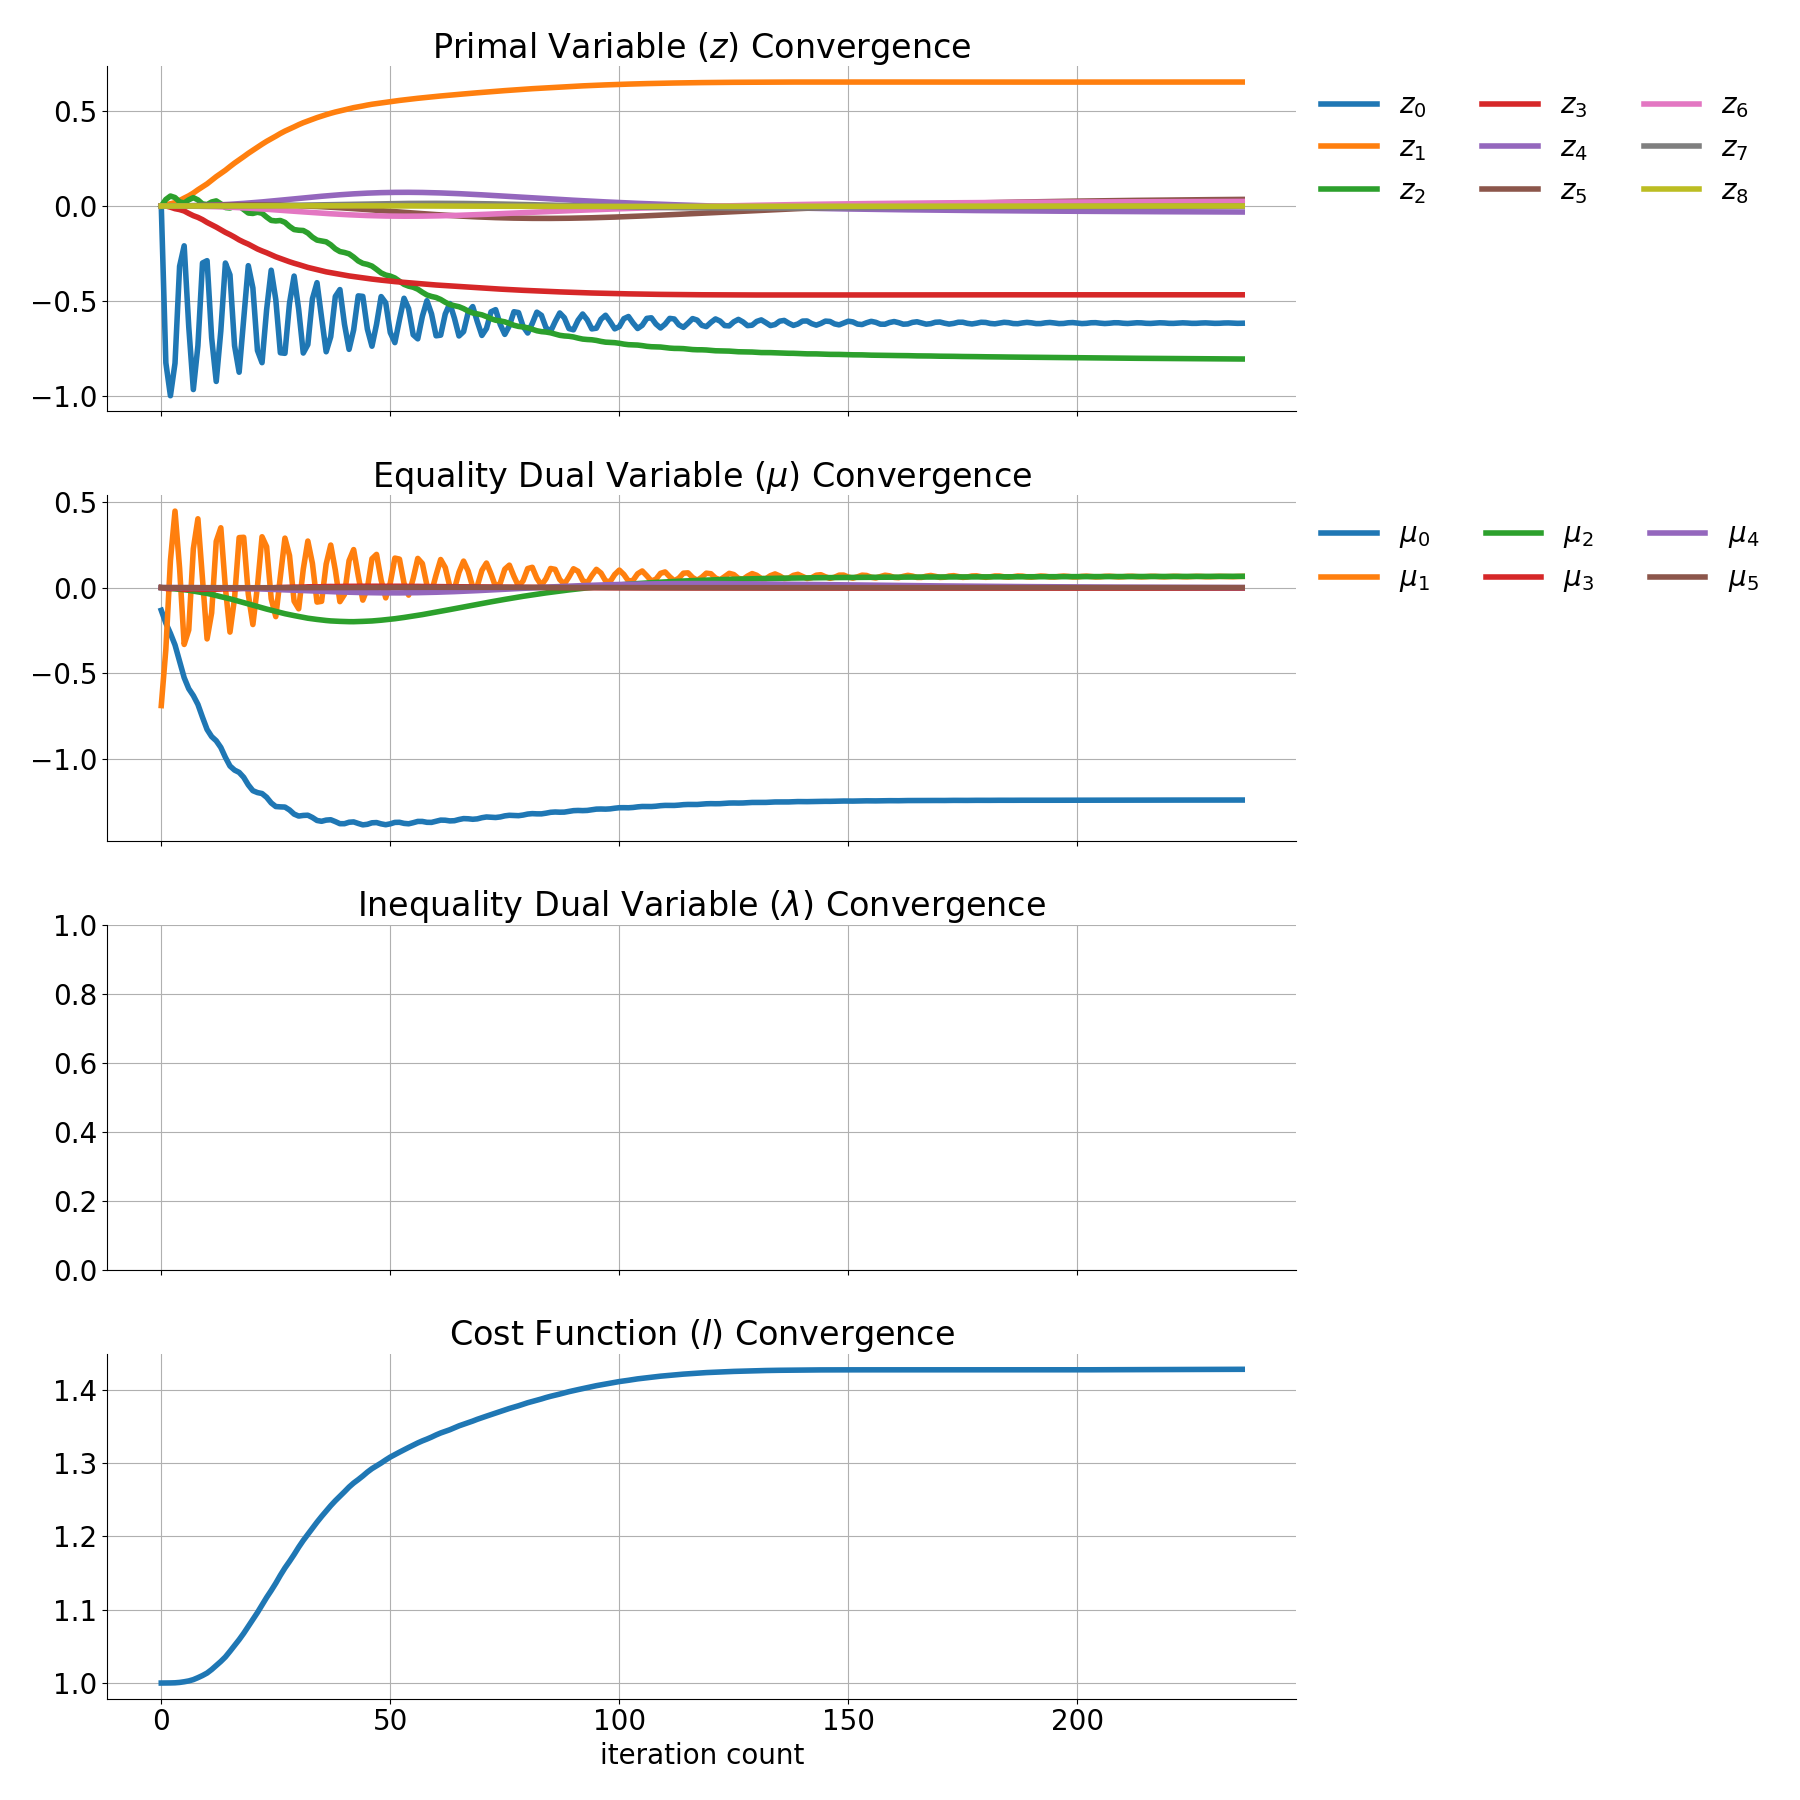 Primal Variable (z) Convergence
0.5
0.0
−0.5
−1.0
z₀ z₃ z₆
z₁ z₄ z₇
z₂ z₅ z₈
Equality Dual Variable (μ) Convergence
0.5
0.0
−0.5
−1.0
μ₀ μ₂ μ₄
μ₁ μ₃ μ₅
Inequality Dual Variable (λ) Convergence
1.0
0.8
0.6
0.4
0.2
0.0
Cost Function (l) Convergence
1.4
1.3
1.2
1.1
1.0
0 50 100 150 200
iteration count